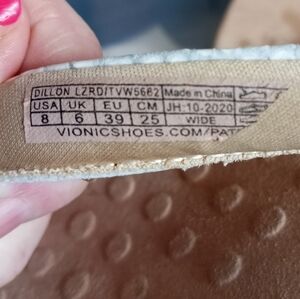 DILLON LZRD/TVW5662 Made in China
USA UK EU CM JH:10-2020
8 6 39 25 WIDE
VIONICSHOES.COM/PAT